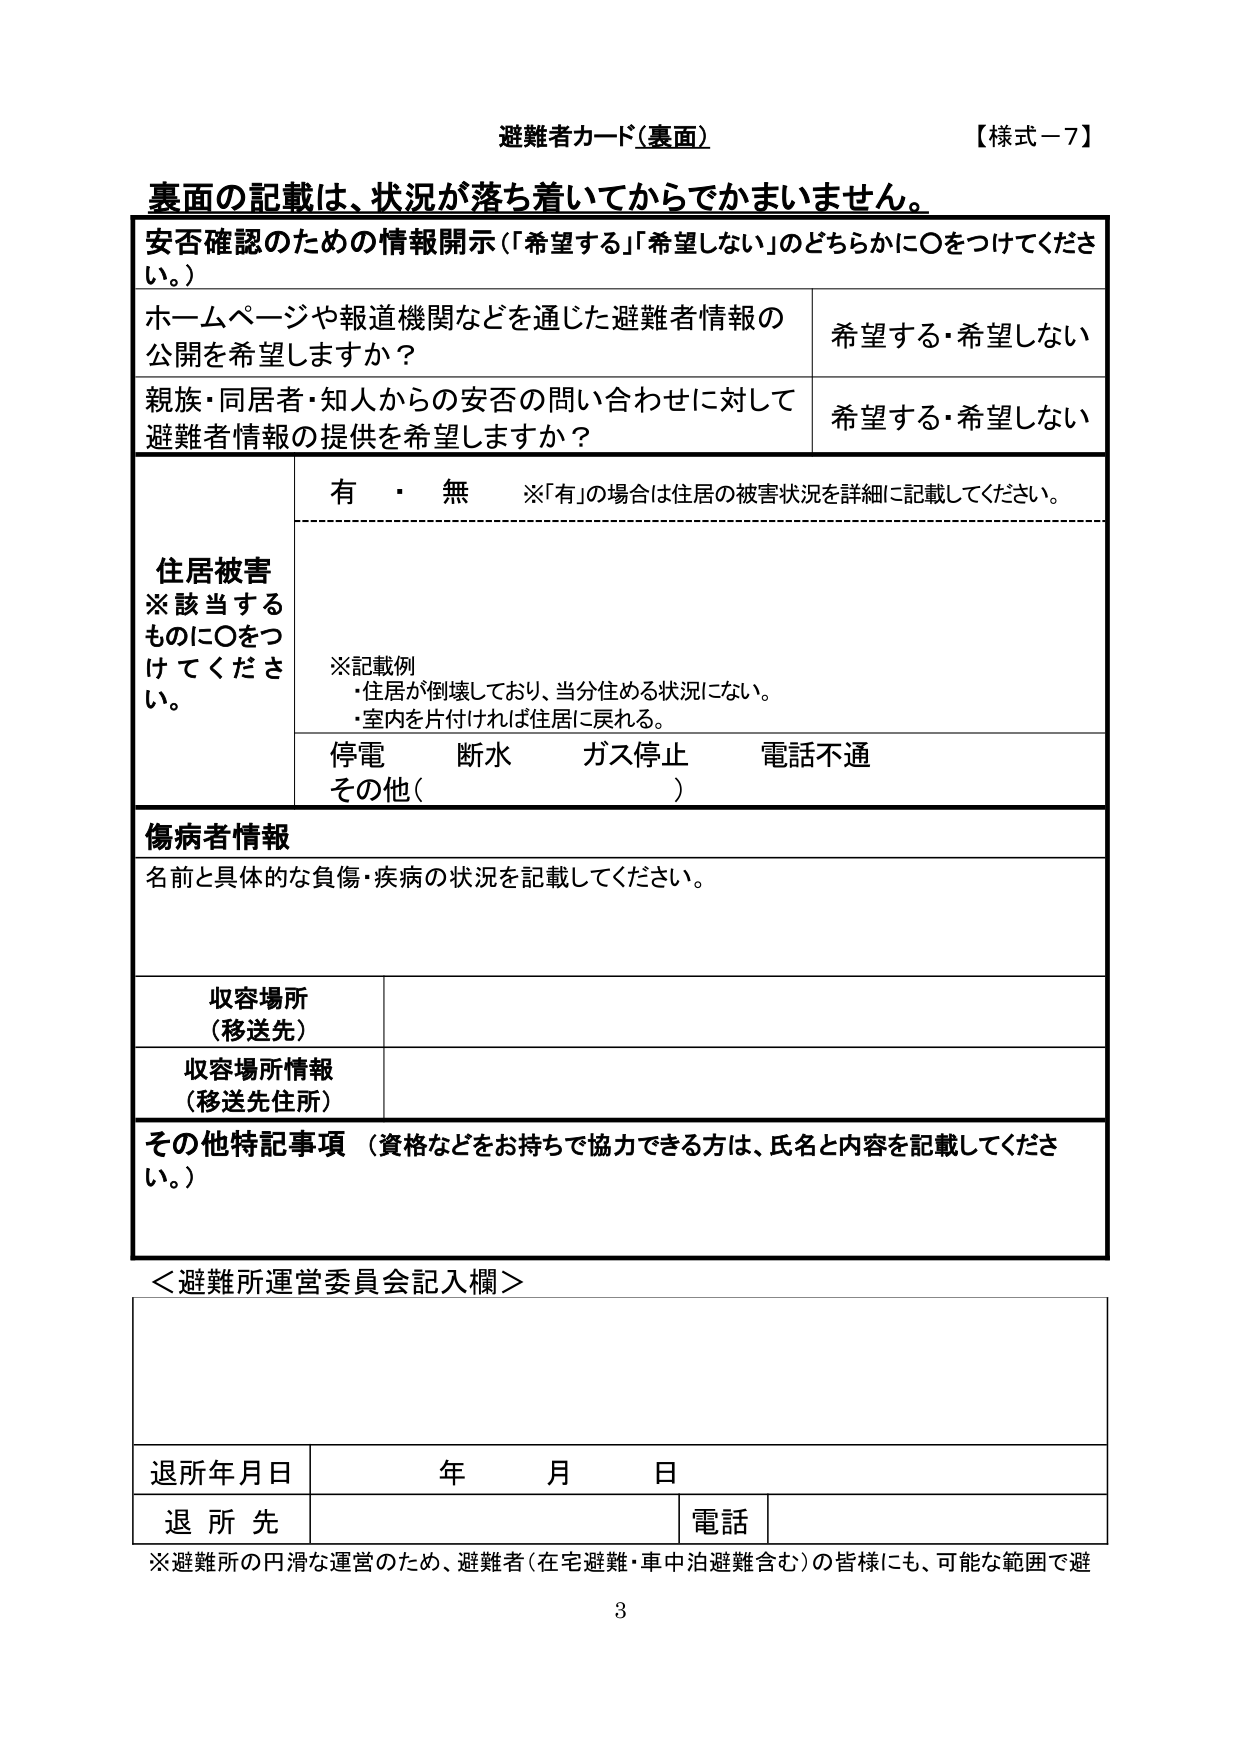 避難者カード（裏面）　【様式－７】
裏面の記載は、状況が落ち着いてからでかまいません。
安否確認のための情報開示（「希望する」「希望しない」のどちらかに〇をつけてくださ
い。）
ホームページや報道機関などを通じた避難者情報の
公開を希望しますか？
希望する・希望しない
親族・同居者・知人からの安否の問い合わせに対して
避難者情報の提供を希望しますか？
希望する・希望しない
住居被害
※該当する
ものに〇をつ
けてくださ
い。
有　・　無　　※「有」の場合は住居の被害状況を詳細に記載してください。
※記載例
・住居が倒壊しており、当分住める状況にない。
・室内を片付ければ住居に戻れる。
停電　　断水　　ガス停止　　電話不通
その他（　　　　　　　　　）
傷病者情報
名前と具体的な負傷・疾病の状況を記載してください。
収容場所
（移送先）
収容場所情報
（移送先住所）
その他特記事項　（資格などをお持ちで協力できる方は、氏名と内容を記載してくださ
い。）
＜避難所運営委員会記入欄＞
退所年月日　　年　　月　　日
退　所　先　　電話
※避難所の円滑な運営のため、避難者（在宅避難・車中泊避難含む）の皆様にも、可能な範囲で避
3